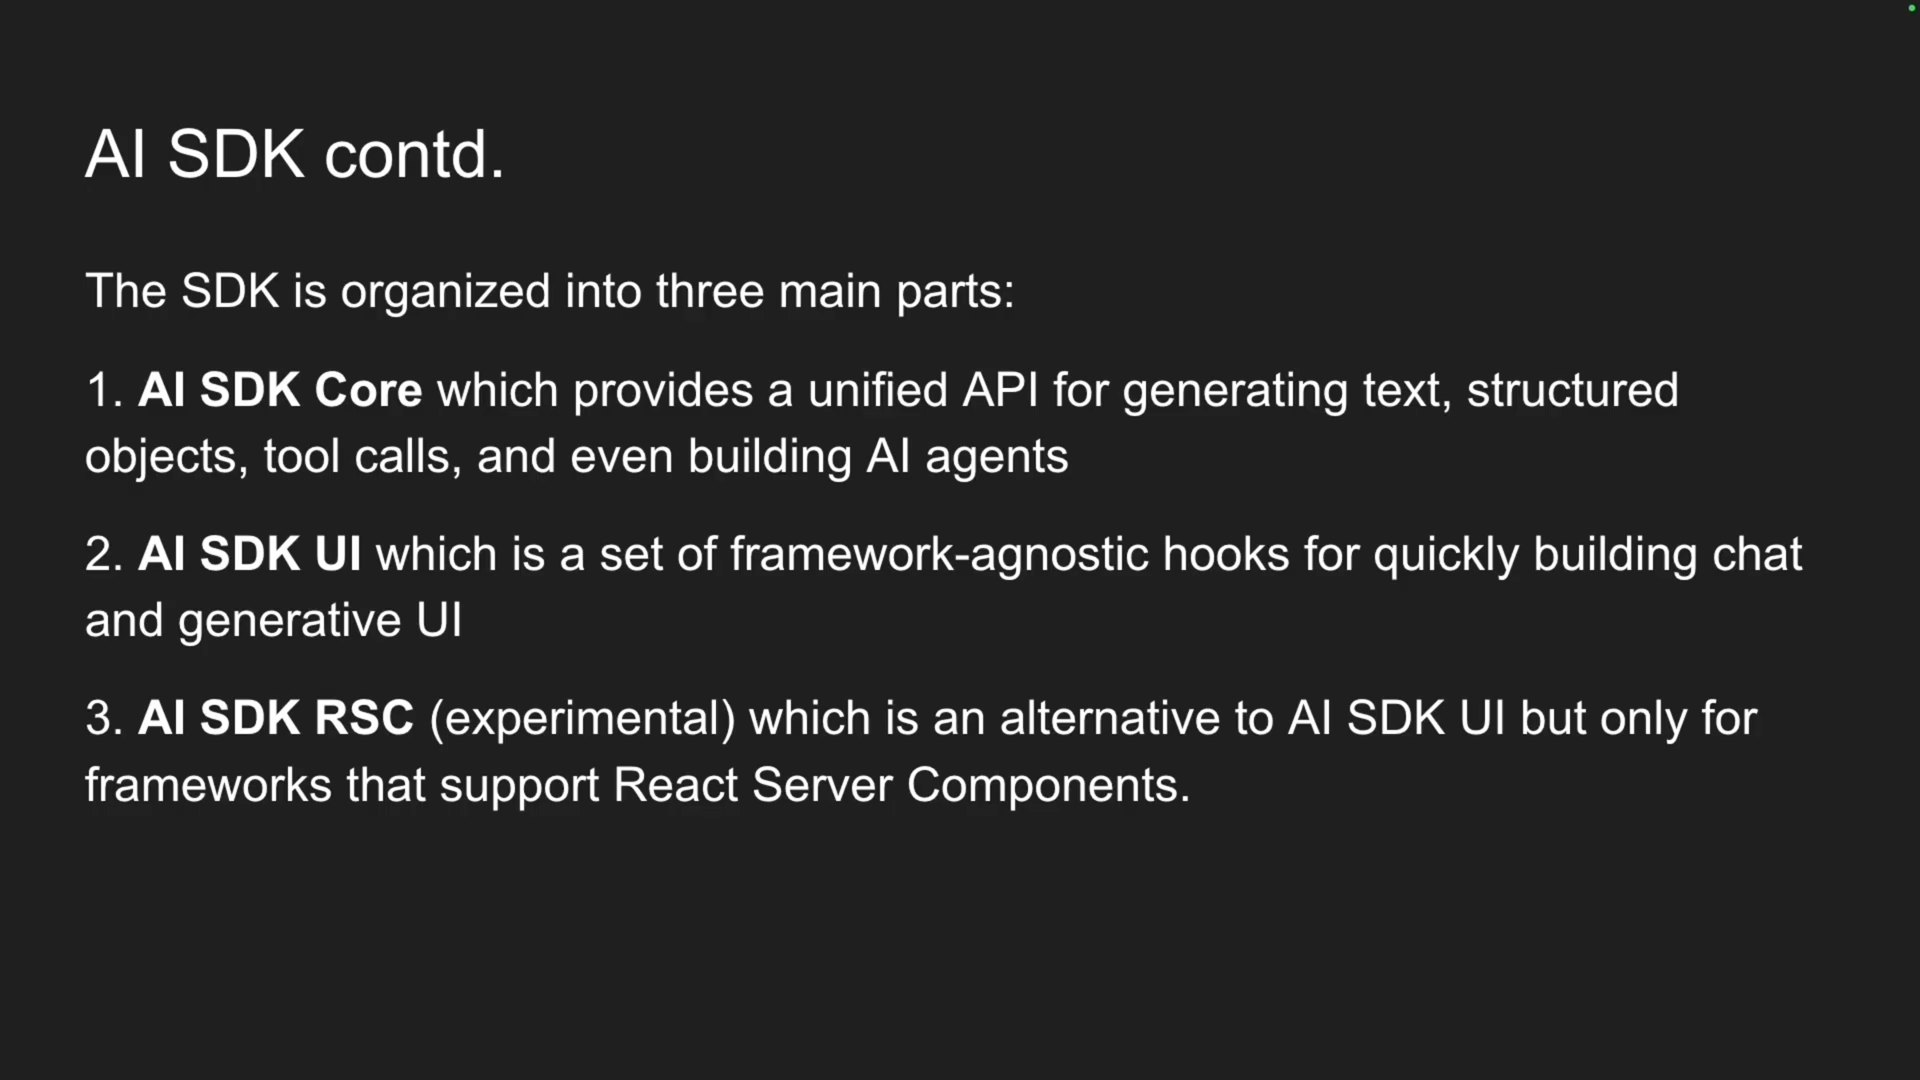 AI SDK contd.
The SDK is organized into three main parts:
1. AI SDK Core which provides a unified API for generating text, structured
objects, tool calls, and even building AI agents
2. AI SDK UI which is a set of framework-agnostic hooks for quickly building chat
and generative UI
3. AI SDK RSC (experimental) which is an alternative to AI SDK UI but only for
frameworks that support React Server Components.